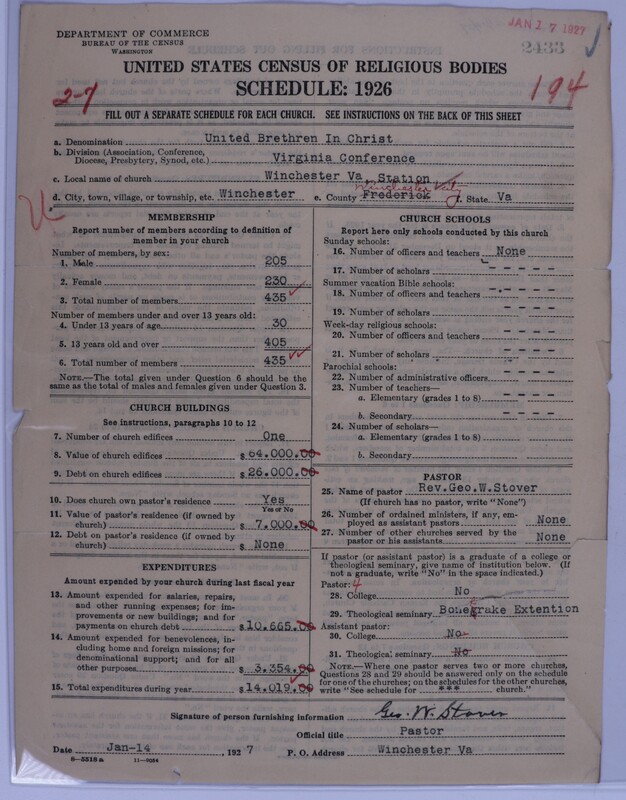 JAN 17 1927
2433
DEPARTMENT OF COMMERCE
BUREAU OF THE CENSUS
WASHINGTON
UNITED STATES CENSUS OF RELIGIOUS BODIES
SCHEDULE: 1926
2-7
194
FILL OUT A SEPARATE SCHEDULE FOR EACH CHURCH. SEE INSTRUCTIONS ON THE BACK OF THIS SHEET
a. Denomination United Brethren In Christ
b. Division (Association, Conference, Diocese, Presbytery, Synod, etc.) Virginia Conference
c. Local name of church Winchester Va. Station
Winchester City
d. City, town, village, or township, etc. Winchester e. County Frederick f. State Va
MEMBERSHIP
Report number of members according to definition of
member in your church
Number of members, by sex:
1. Male 205
2. Female 230
3. Total number of members 435
Number of members under and over 13 years old:
4. Under 13 years of age 30
5. 13 years old and over 405
6. Total number of members 435
NOTE.—The total given under Question 6 should be the
same as the total of males and females given under Question 3.
CHURCH BUILDINGS
See instructions, paragraphs 10 to 12
7. Number of church edifices One
8. Value of church edifices $ 64.000.00
9. Debt on church edifices $ 26.000.00
10. Does church own pastor's residence Yes
Yes or No
11. Value of pastor's residence (if owned by
church) $ 7.000.00
12. Debt on pastor's residence (if owned by
church) $ None
EXPENDITURES
Amount expended by your church during last fiscal year
13. Amount expended for salaries, repairs,
and other running expenses; for im-
provements or new buildings; and for
payments on church debt $ 10.665.00
14. Amount expended for benevolences, in-
cluding home and foreign missions; for
denominational support; and for all
other purposes $ 3.354.00
15. Total expenditures during year $ 14.019.00
CHURCH SCHOOLS
Report here only schools conducted by this church
Sunday schools:
16. Number of officers and teachers None
17. Number of scholars - - - - -
Summer vacation Bible schools:
18. Number of officers and teachers - - - - -
19. Number of scholars - - - - -
Week-day religious schools:
20. Number of officers and teachers - - - -
21. Number of scholars - - - - -
Parochial schools:
22. Number of administrative officers - - - -
23. Number of teachers—
a. Elementary (grades 1 to 8) - - - -
b. Secondary - - - -
24. Number of scholars—
a. Elementary (grades 1 to 8) - - - -
b. Secondary
PASTOR
25. Name of pastor Rev.Geo.W.Stover
(If church has no pastor, write "None")
26. Number of ordained ministers, if any, em-
ployed as assistant pastors None
27. Number of other churches served by the
pastor or his assistants None
If pastor (or assistant pastor) is a graduate of a college or
theological seminary, give name of institution below. (If
not a graduate, write "No" in the space indicated.)
Pastor: 4
28. College No
29. Theological seminary Bonegrake Extention
Assistant pastor:
30. College No
31. Theological seminary No
NOTE.—Where one pastor serves two or more churches,
Questions 28 and 29 should be answered only on the schedule
for one of the churches; on the schedules for the other churches,
write "See schedule for *** church."
Signature of person furnishing information Geo. W. Stover
Official title Pastor
Date Jan-14, 1927 P. O. Address Winchester Va
8—5518a 11—9264